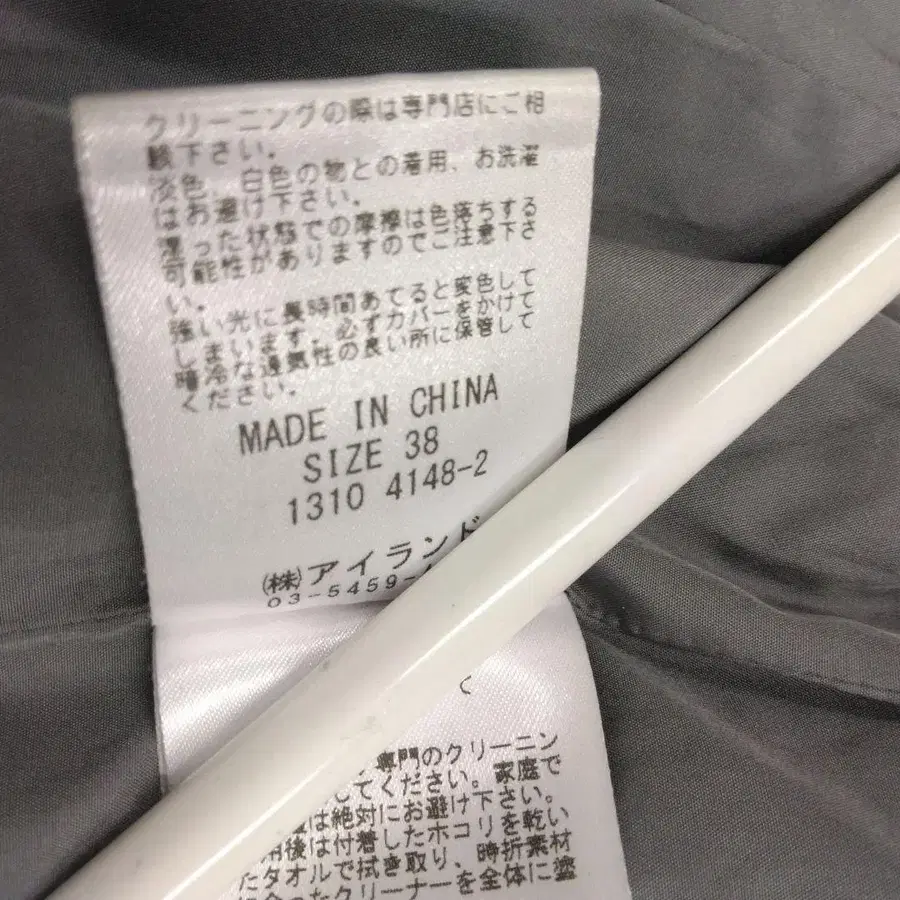 クリーニングの際は専門店にご相
談下さい。
淡色、白色の物との着用、お洗濯
はお避け下さい。
湿った状態での摩擦は色落ちする
可能性がありますのでご注意下さ
い。
強い光に長時間あてると変色して
しまいます。必ずカバーをかけて
暗冷な通気性の良い所に保管して
ください。
MADE IN CHINA
SIZE 38
1310 4148-2
(株)アイランド
03-5459-
専門のクリーニン
してください。家庭で
は絶対にお避け下さい。
用後は付着したホコリを乾い
たタオルで拭き取り、時折素材
に合ったクリーナーを全体に塗